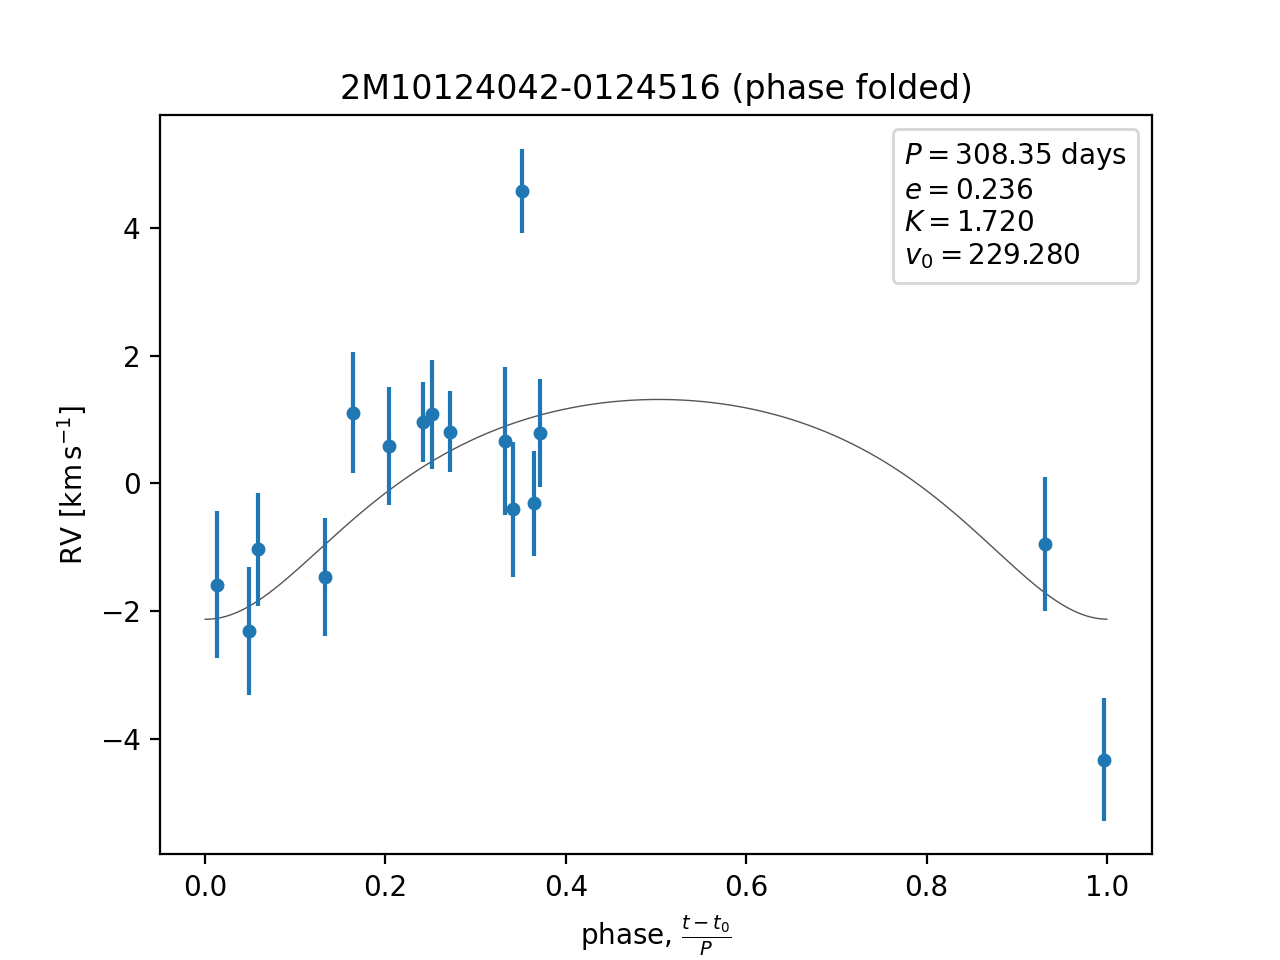 2M10124042-0124516 (phase folded)
P = 308.35 days
e = 0.236
K = 1.720
v₀ = 229.280
4
2
0
−2
−4
RV [km s⁻¹]
0.0 0.2 0.4 0.6 0.8 1.0
phase, (t − t₀)/P